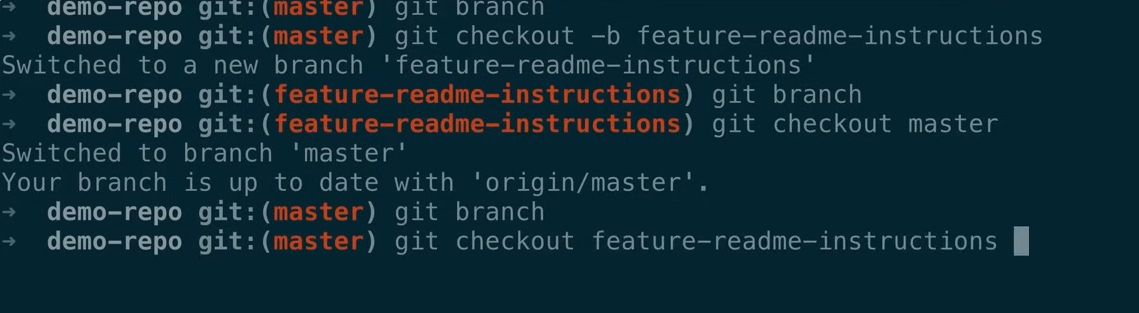 ➜ demo-repo git:(master) git branch
➜ demo-repo git:(master) git checkout -b feature-readme-instructions
Switched to a new branch 'feature-readme-instructions'
➜ demo-repo git:(feature-readme-instructions) git branch
➜ demo-repo git:(feature-readme-instructions) git checkout master
Switched to branch 'master'
Your branch is up to date with 'origin/master'.
➜ demo-repo git:(master) git branch
➜ demo-repo git:(master) git checkout feature-readme-instructions